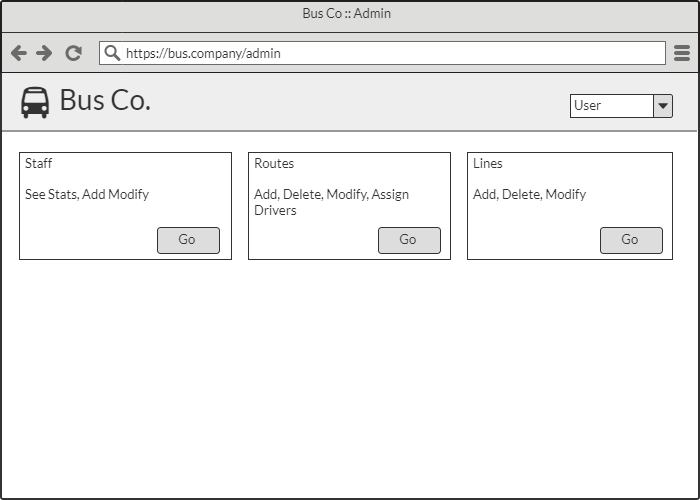 Bus Co :: Admin
https://bus.company/admin
Bus Co.
User
Staff
See Stats, Add Modify
Go
Routes
Add, Delete, Modify, Assign
Drivers
Go
Lines
Add, Delete, Modify
Go